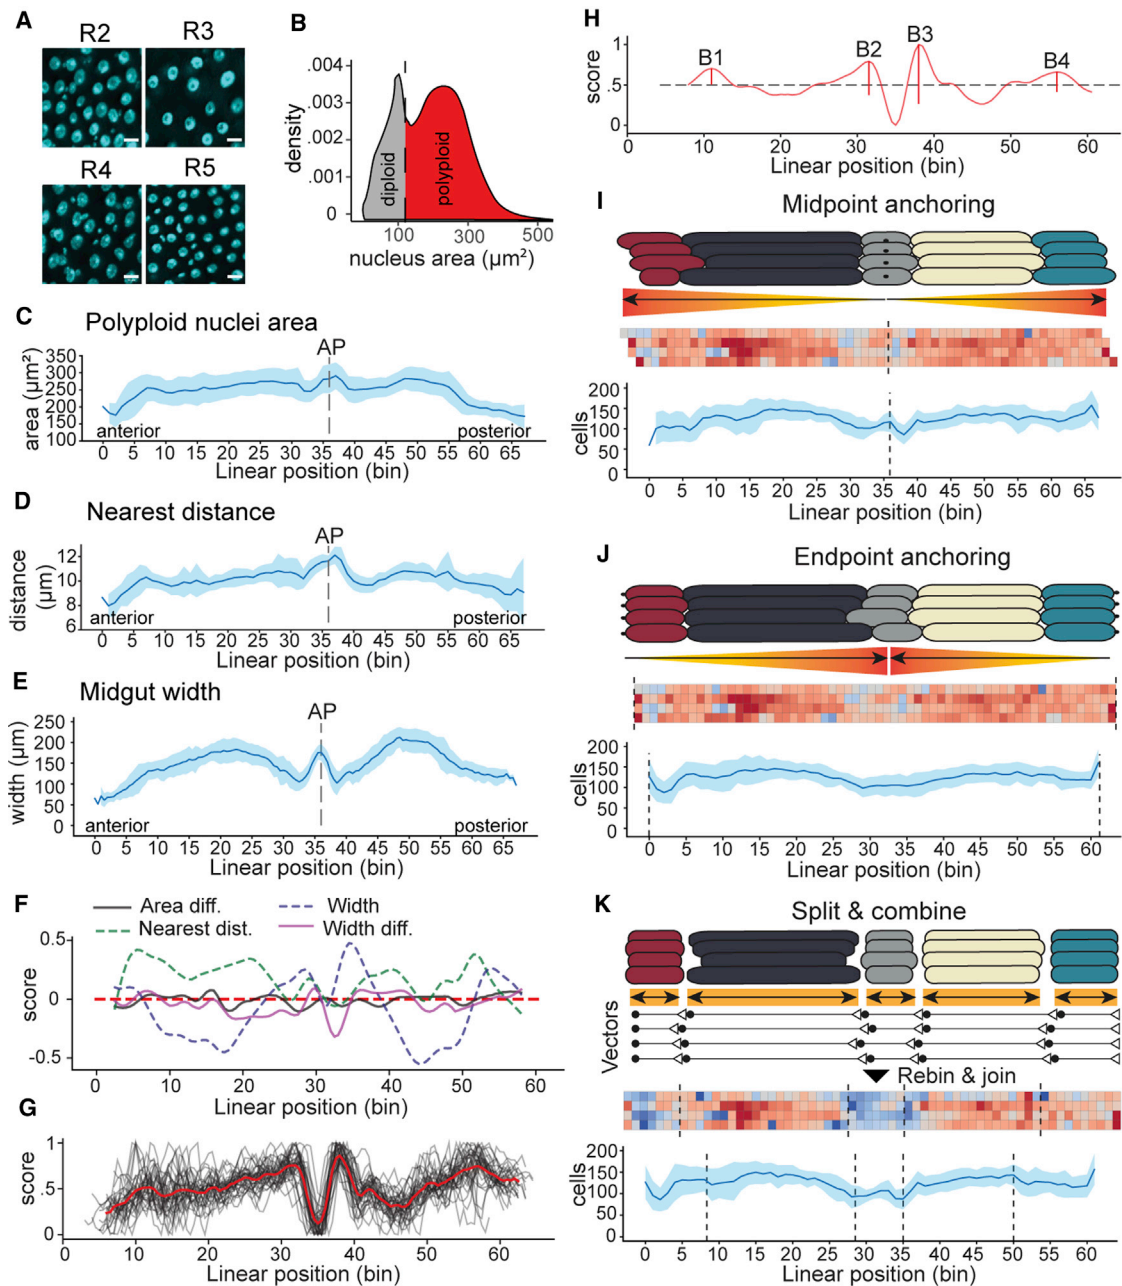 A
R2
R3
R4
R5
B
density
.004
.003
.002
.001
0
diploid
polyploid
100
300
500
nucleus area (µm²)
C
Polyploid nuclei area
AP
area (µm²)
350
300
250
200
150
100
anterior
posterior
0 5 10 15 20 25 30 35 40 45 50 55 60 65
Linear position (bin)
D
Nearest distance
AP
distance
(µm)
12
10
8
6
anterior
posterior
0 5 10 15 20 25 30 35 40 45 50 55 60 65
Linear position (bin)
E
Midgut width
AP
width (µm)
250
200
150
100
50
0
anterior
posterior
0 5 10 15 20 25 30 35 40 45 50 55 60 65
Linear position (bin)
F
Area diff.
Width
Nearest dist.
Width diff.
score
0.5
0
-0.5
0 10 20 30 40 50 60
Linear position (bin)
G
score
1
.5
0
0 10 20 30 40 50 60
Linear position (bin)
H
score
1
.5
0
B1
B2
B3
B4
0 10 20 30 40 50 60
Linear position (bin)
I
Midpoint anchoring
cells
200
150
100
50
0
0 5 10 15 20 25 30 35 40 45 50 55 60 65
Linear position (bin)
J
Endpoint anchoring
cells
200
150
100
50
0
0 5 10 15 20 25 30 35 40 45 50 55 60
Linear position (bin)
K
Split & combine
Vectors
Rebin & join
cells
200
150
100
50
0
0 5 10 15 20 25 30 35 40 45 50 55 60
Linear position (bin)